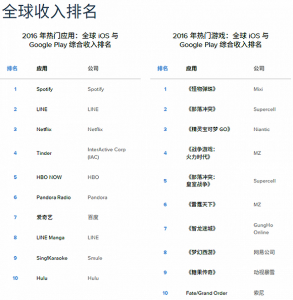 全球收入排名
2016 年热门应用：全球 iOS 与
Google Play 综合收入排名
排名 应用 公司
1 Spotify Spotify
2 LINE LINE
3 Netflix Netflix
4 Tinder InterActive Corp
(IAC)
5 HBO NOW HBO
6 Pandora Radio Pandora
7 爱奇艺 百度
8 LINE Manga LINE
9 Sing!Karaoke Smule
10 Hulu Hulu
2016 年热门游戏：全球 iOS 与
Google Play 综合收入排名
排名 应用 公司
1 《怪物弹珠》 Mixi
2 《部落冲突》 Supercell
3 《精灵宝可梦 GO》 Niantic
4 《战争游戏：
火力时代》 MZ
5 《部落冲突：
皇室战争》 Supercell
6 《雷霆天下》 MZ
7 《智龙迷城》 GungHo
Online
8 《梦幻西游》 网易公司
9 《糖果传奇》 动视暴雪
10 Fate/Grand Order 索尼